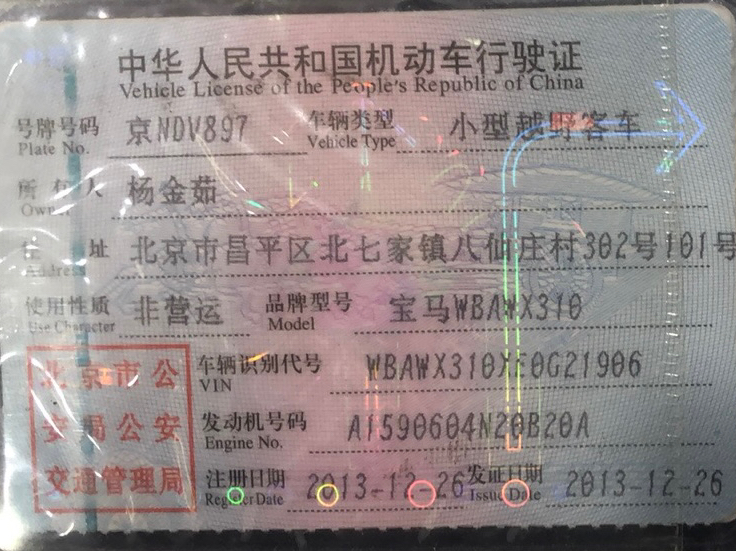 中华人民共和国机动车行驶证
Vehicle License of the People's Republic of China
号牌号码 京NDV897 车辆类型 小型越野客车
Plate No. Vehicle Type
所有人 杨金茹
Owner
住址 北京市昌平区北七家镇八仙庄村302号101号
Address
使用性质 非营运 品牌型号 宝马WBAWX310
Use Character Model
北京市公 车辆识别代号 WBAWX310XE0G21906
VIN
安局公安 发动机号码 A1590604N20B20A
Engine No.
交通管理局 注册日期 2013-12-26 发证日期 2013-12-26
Register Date Issue Date